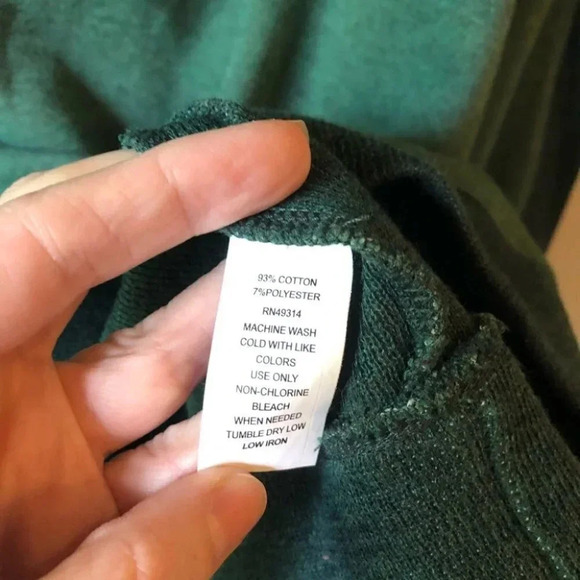 93% COTTON
7%POLYESTER
RN49314
MACHINE WASH
COLD WITH LIKE
COLORS
USE ONLY
NON-CHLORINE
BLEACH
WHEN NEEDED
TUMBLE DRY LOW
LOW IRON